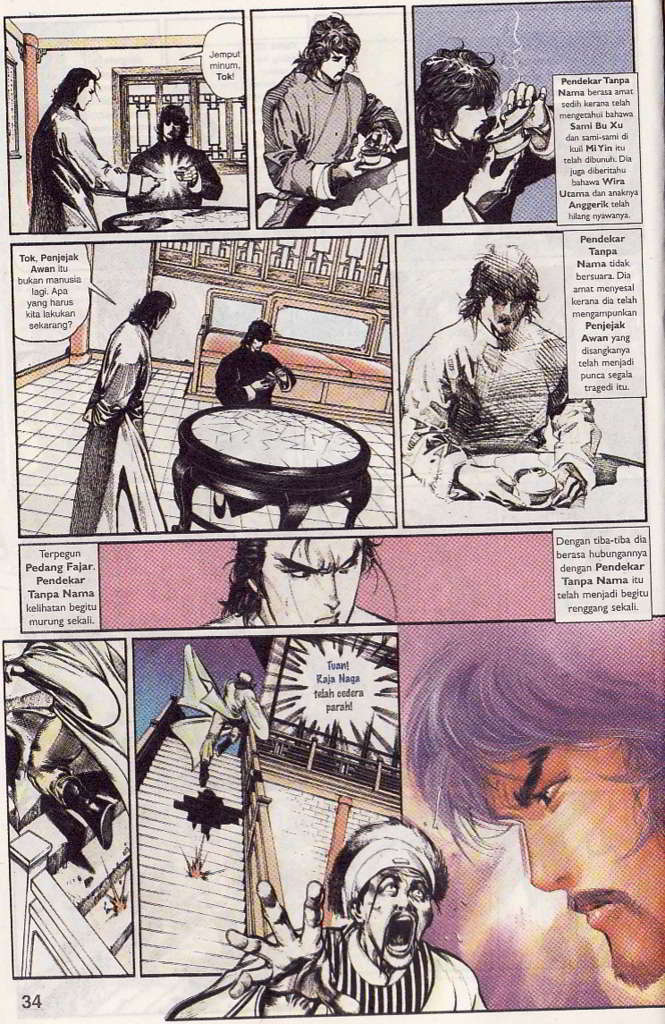 Jemput
minum,
Tok!
Pendekar Tanpa
Nama berasa amat
sedih kerana telah
mengetahui bahawa
Sami Bu Xu
dan sami-sami di
kuil Mi Yin itu
telah dibunuh. Dia
juga diberitahu
bahawa Wira
Utama dan anaknya
Anggerik telah
hilang nyawanya.
Tok, Penjejak
Awan itu
bukan manusia
lagi. Apa
yang harus
kita lakukan
sekarang?
Pendekar
Tanpa
Nama tidak
bersuara. Dia
amat menyesal
kerana dia telah
mengampunkan
Penjejak
Awan yang
disangkanya
telah menjadi
punca segala
tragedi itu.
Terpegun
Pedang Fajar.
Pendekar
Tanpa Nama
kelihatan begitu
murung sekali.
Dengan tiba-tiba dia
berasa hubungannya
dengan Pendekar
Tanpa Nama itu
telah menjadi begitu
renggang sekali.
Tuan!
Raja Naga
telah cedera
parah!
34